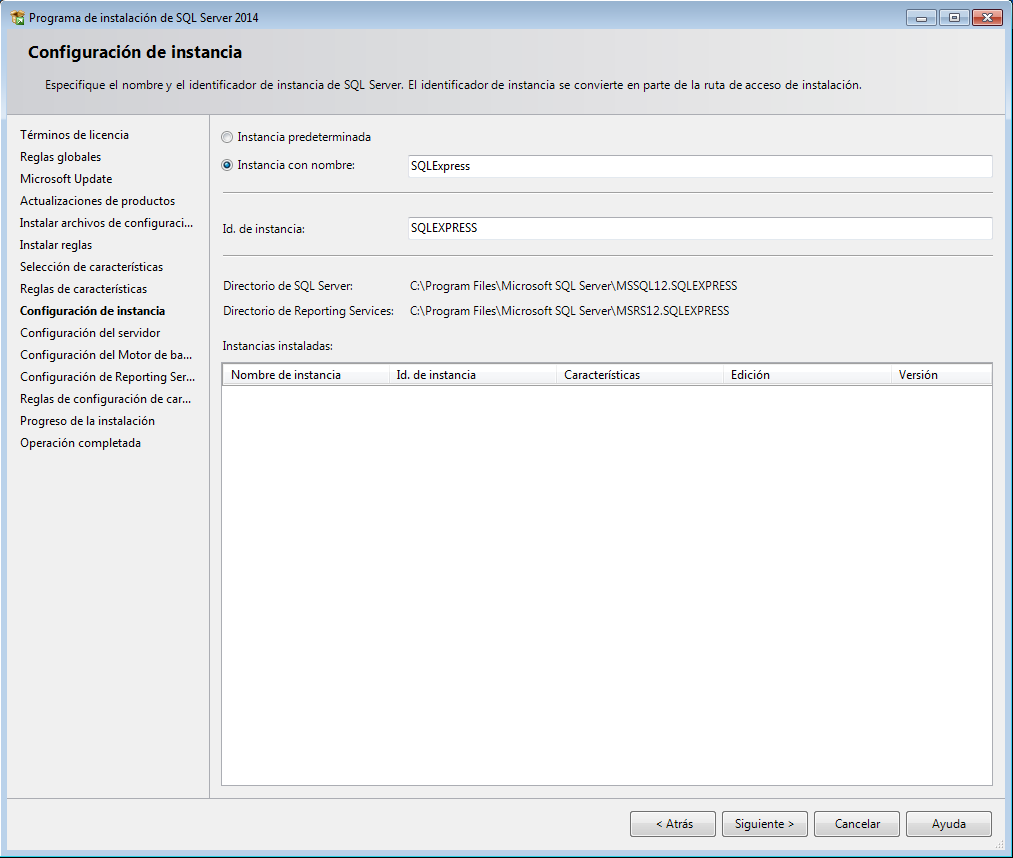 Programa de instalación de SQL Server 2014
Configuración de instancia
Especifique el nombre y el identificador de instancia de SQL Server. El identificador de instancia se convierte en parte de la ruta de acceso de instalación.
Términos de licencia
Reglas globales
Microsoft Update
Actualizaciones de productos
Instalar archivos de configuraci...
Instalar reglas
Selección de características
Reglas de características
Configuración de instancia
Configuración del servidor
Configuración del Motor de ba...
Configuración de Reporting Ser...
Reglas de configuración de car...
Progreso de la instalación
Operación completada
Instancia predeterminada
Instancia con nombre: SQLExpress
Id. de instancia: SQLEXPRESS
Directorio de SQL Server: C:\Program Files\Microsoft SQL Server\MSSQL12.SQLEXPRESS
Directorio de Reporting Services: C:\Program Files\Microsoft SQL Server\MSRS12.SQLEXPRESS
Instancias instaladas:
Nombre de instancia Id. de instancia Características Edición Versión
< Atrás Siguiente > Cancelar Ayuda